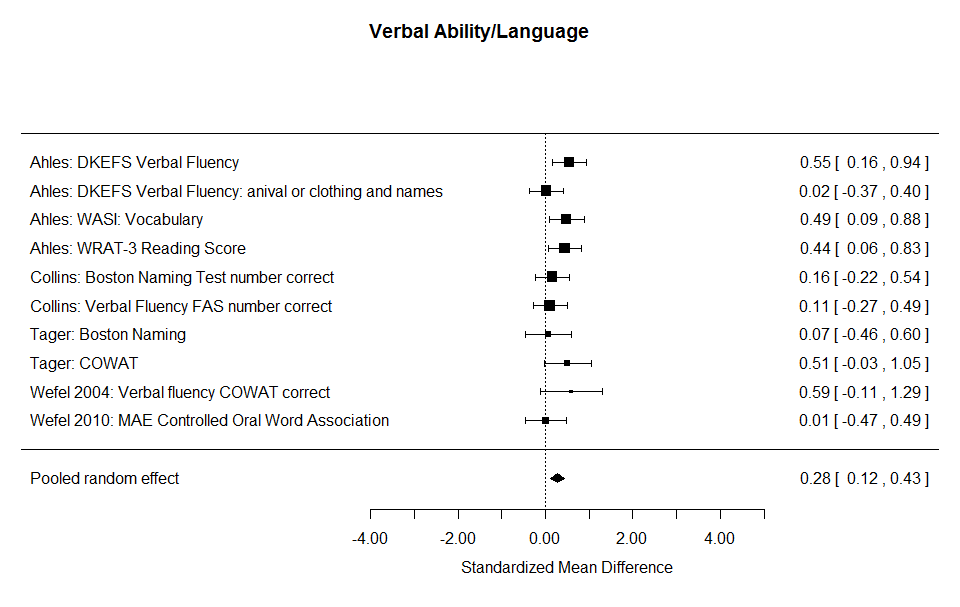 Verbal Ability/Language
Ahles: DKEFS Verbal Fluency 0.55 [ 0.16 , 0.94 ]
Ahles: DKEFS Verbal Fluency: anival or clothing and names 0.02 [ -0.37 , 0.40 ]
Ahles: WASI: Vocabulary 0.49 [ 0.09 , 0.88 ]
Ahles: WRAT-3 Reading Score 0.44 [ 0.06 , 0.83 ]
Collins: Boston Naming Test number correct 0.16 [ -0.22 , 0.54 ]
Collins: Verbal Fluency FAS number correct 0.11 [ -0.27 , 0.49 ]
Tager: Boston Naming 0.07 [ -0.46 , 0.60 ]
Tager: COWAT 0.51 [ -0.03 , 1.05 ]
Wefel 2004: Verbal fluency COWAT correct 0.59 [ -0.11 , 1.29 ]
Wefel 2010: MAE Controlled Oral Word Association 0.01 [ -0.47 , 0.49 ]
Pooled random effect 0.28 [ 0.12 , 0.43 ]
-4.00 -2.00 0.00 2.00 4.00
Standardized Mean Difference